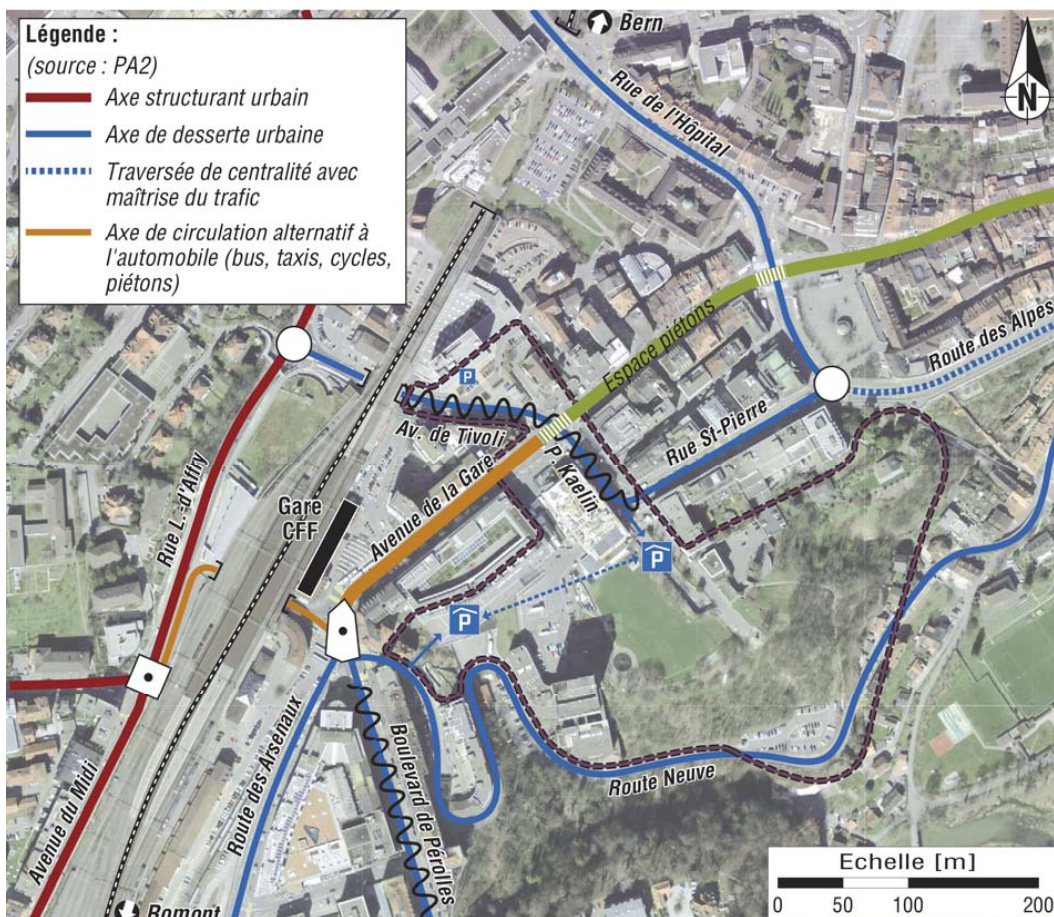 Légende :
(source : PA2)
Axe structurant urbain
Axe de desserte urbaine
Traversée de centralité avec
maîtrise du trafic
Axe de circulation alternatif à
l'automobile (bus, taxis, cycles,
piétons)
Bern
N
Rue de l'Hôpital
Espace piétons
Route des Alpes
P
Av. de Tivoli
Rue St-Pierre
P. Kaelin
Rue L.-d'Affry
Gare
CFF
Avenue de la Gare
P
P
Avenue du Midi
Route des Arsenaux
Boulevard de Pérolles
Route Neuve
Romont
Echelle [m]
0 50 100 200